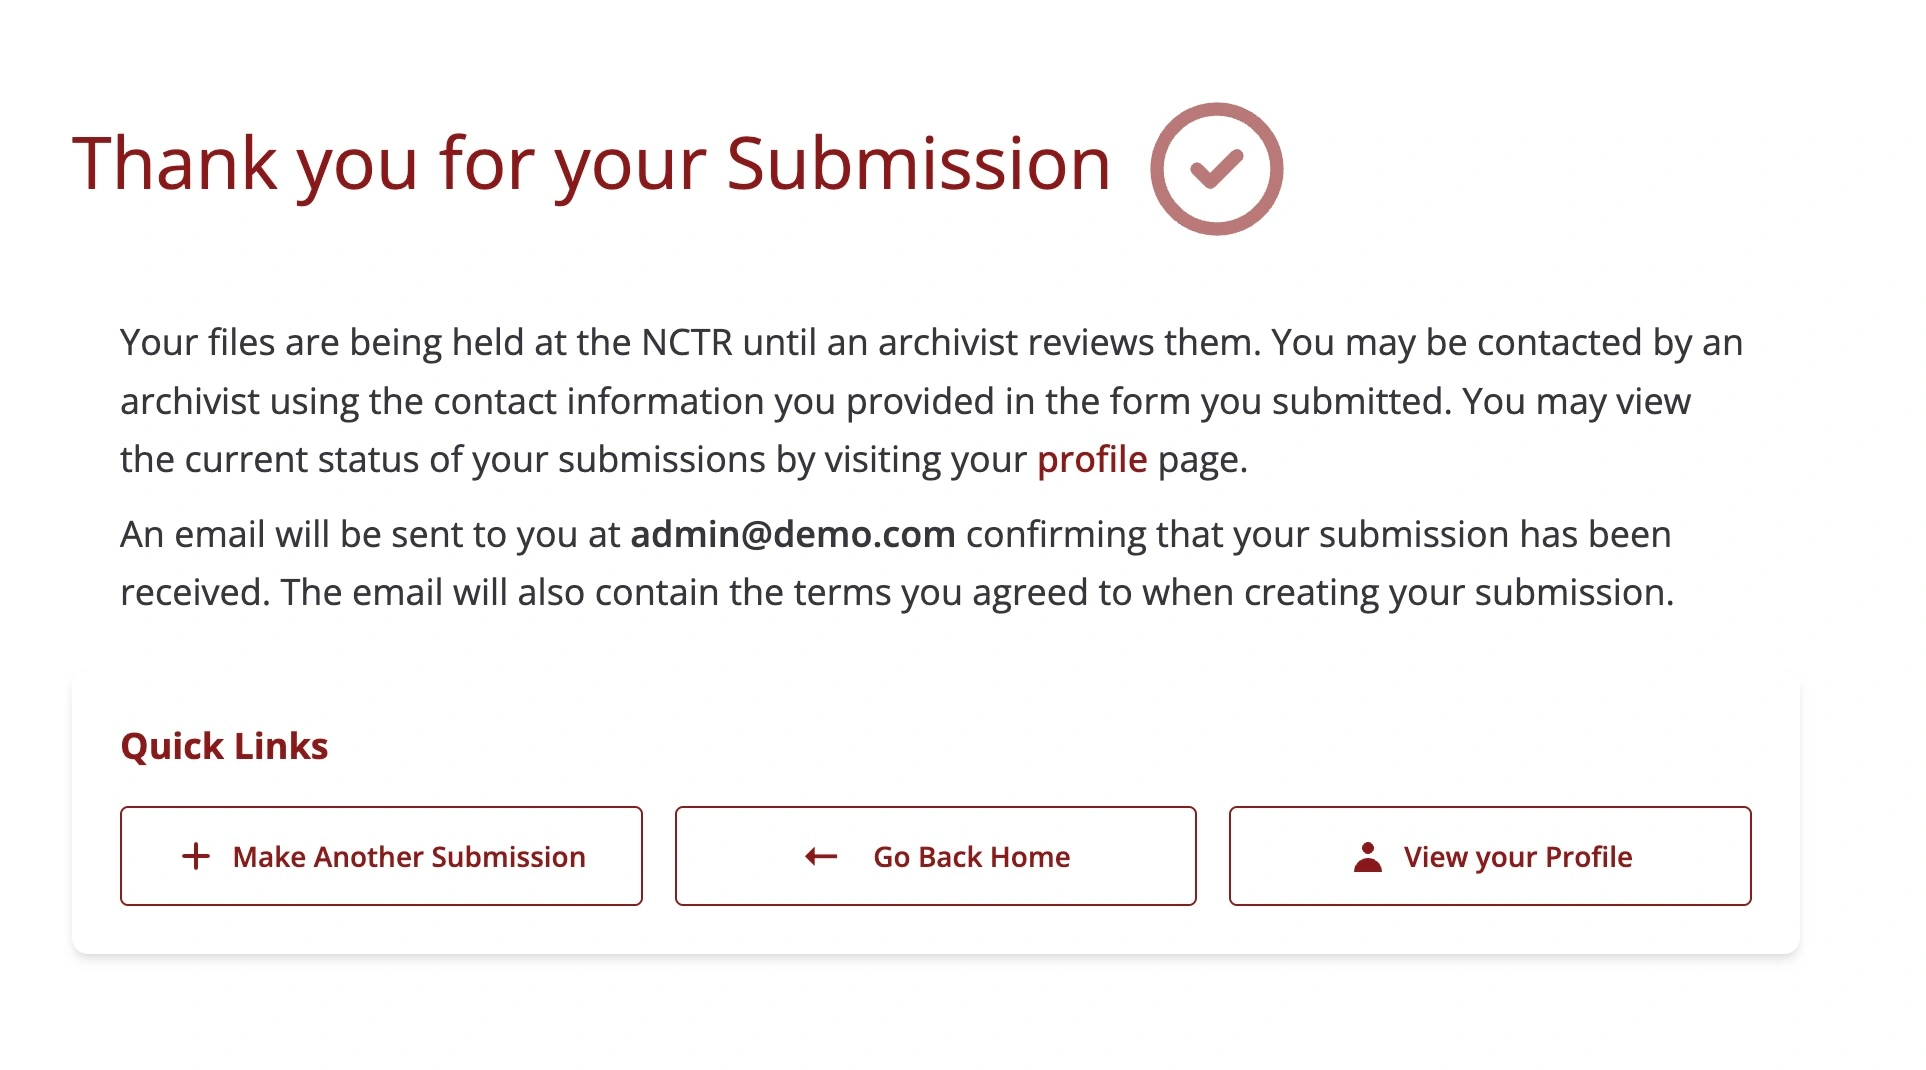 Thank you for your Submission
Your files are being held at the NCTR until an archivist reviews them. You may be contacted by an
archivist using the contact information you provided in the form you submitted. You may view
the current status of your submissions by visiting your profile page.
An email will be sent to you at admin@demo.com confirming that your submission has been
received. The email will also contain the terms you agreed to when creating your submission.
Quick Links
Make Another Submission
Go Back Home
View your Profile